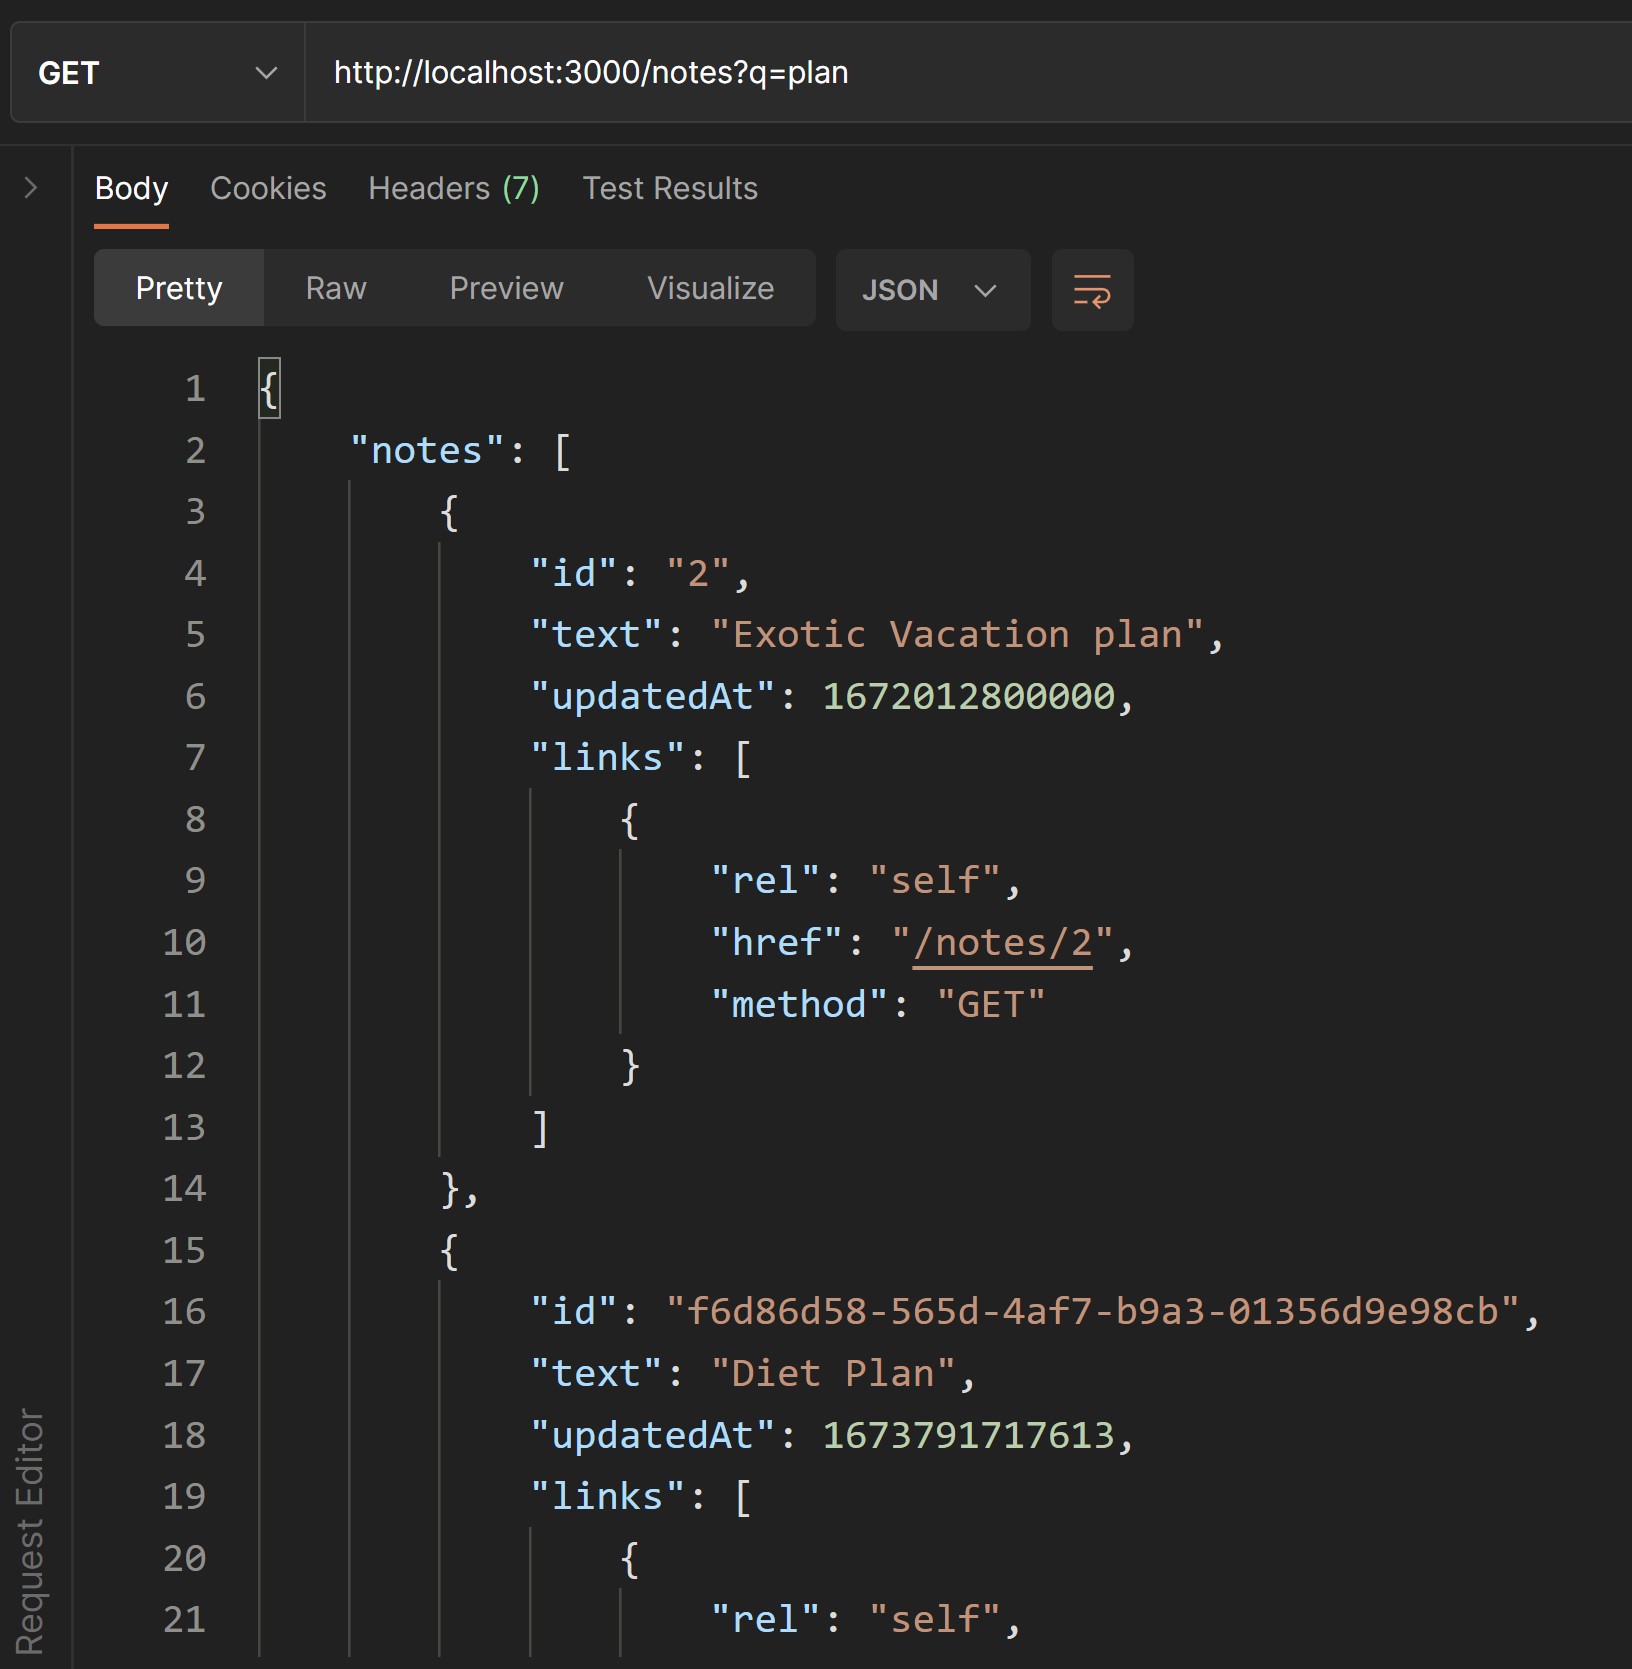 GET http://localhost:3000/notes?q=plan
Body Cookies Headers (7) Test Results
Pretty Raw Preview Visualize JSON
1 {
2 "notes": [
3 {
4 "id": "2",
5 "text": "Exotic Vacation plan",
6 "updatedAt": 1672012800000,
7 "links": [
8 {
9 "rel": "self",
10 "href": "/notes/2",
11 "method": "GET"
12 }
13 ]
14 },
15 {
16 "id": "f6d86d58-565d-4af7-b9a3-01356d9e98cb",
17 "text": "Diet Plan",
18 "updatedAt": 1673791717613,
19 "links": [
20 {
21 "rel": "self",
Request Editor